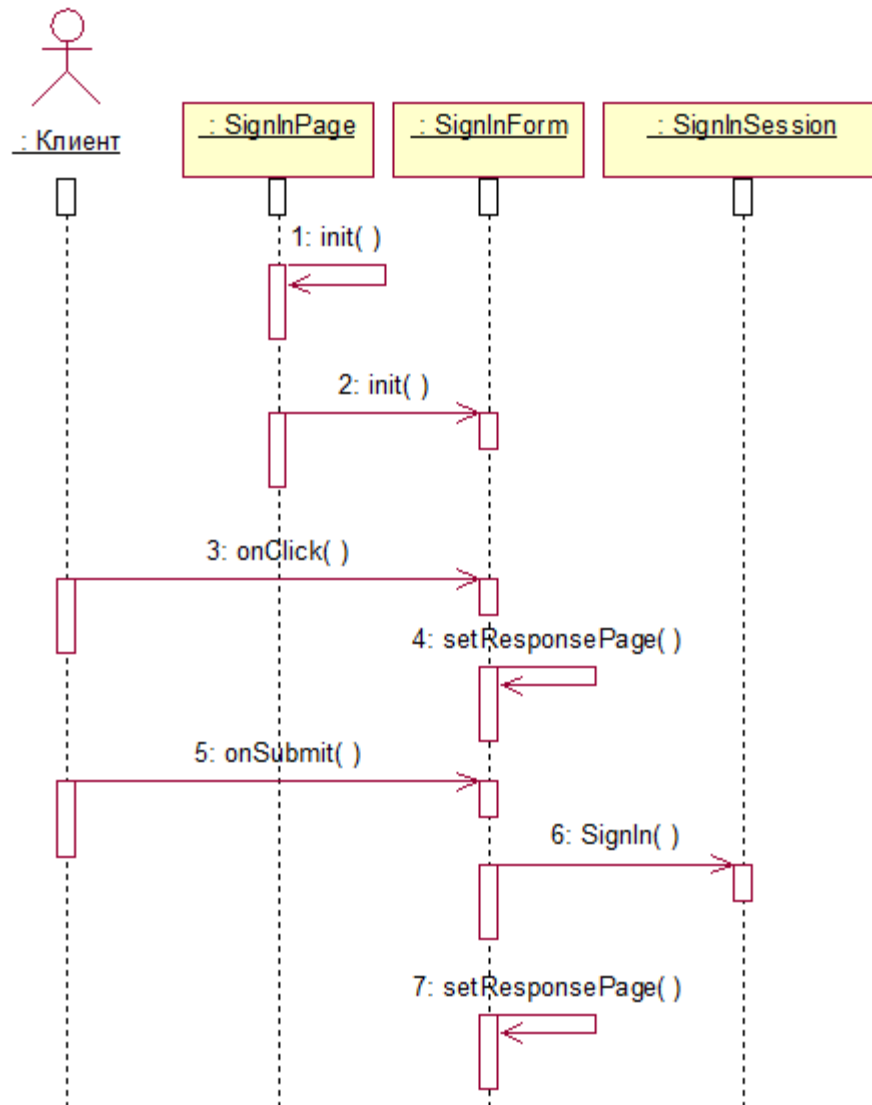 : Клиент
: SignInPage
: SignInForm
: SignInSession
1: init( )
2: init( )
3: onClick( )
4: setResponsePage( )
5: onSubmit( )
6: SignIn( )
7: setResponsePage( )